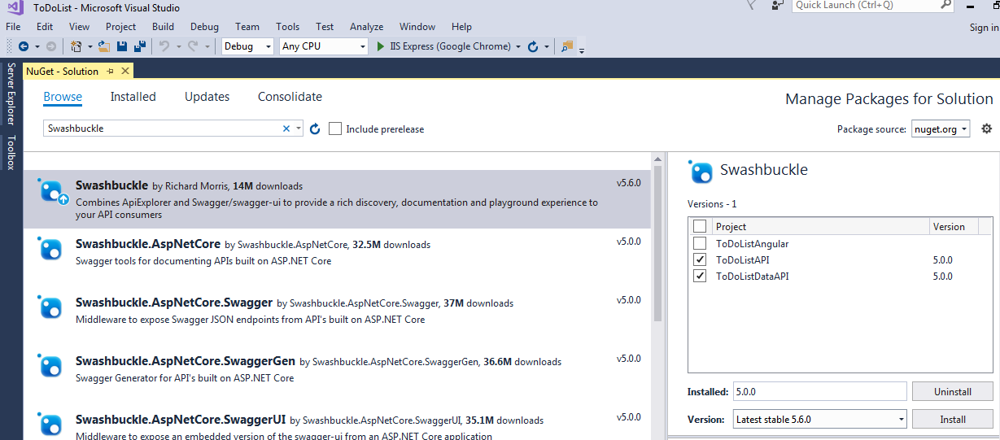 ToDoList - Microsoft Visual Studio
Quick Launch (Ctrl+Q)
File Edit View Project Build Debug Team Tools Test Analyze Window Help
Sign in
Debug Any CPU IIS Express (Google Chrome)
Server Explorer
Toolbox
NuGet - Solution
Browse Installed Updates Consolidate
Manage Packages for Solution
Swashbuckle
Include prerelease
Package source: nuget.org
Swashbuckle by Richard Morris, 14M downloads v5.6.0
Combines ApiExplorer and Swagger/swagger-ui to provide a rich discovery, documentation and playground experience to
your API consumers
Swashbuckle.AspNetCore by Swashbuckle.AspNetCore, 32.5M downloads v5.0.0
Swagger tools for documenting APIs built on ASP.NET Core
Swashbuckle.AspNetCore.Swagger by Swashbuckle.AspNetCore.Swagger, 37M downloads v5.0.0
Middleware to expose Swagger JSON endpoints from API's built on ASP.NET Core
Swashbuckle.AspNetCore.SwaggerGen by Swashbuckle.AspNetCore.SwaggerGen, 36.6M downloads v5.0.0
Swagger Generator for API's built on ASP.NET Core
Swashbuckle.AspNetCore.SwaggerUI by Swashbuckle.AspNetCore.SwaggerUI, 35.1M downloads v5.0.0
Middleware to expose an embedded version of the swagger-ui from an ASP.NET Core application
Swashbuckle
Versions - 1
Project Version
ToDoListAngular
ToDoListAPI 5.0.0
ToDoListDataAPI 5.0.0
Installed: 5.0.0 Uninstall
Version: Latest stable 5.6.0 Install